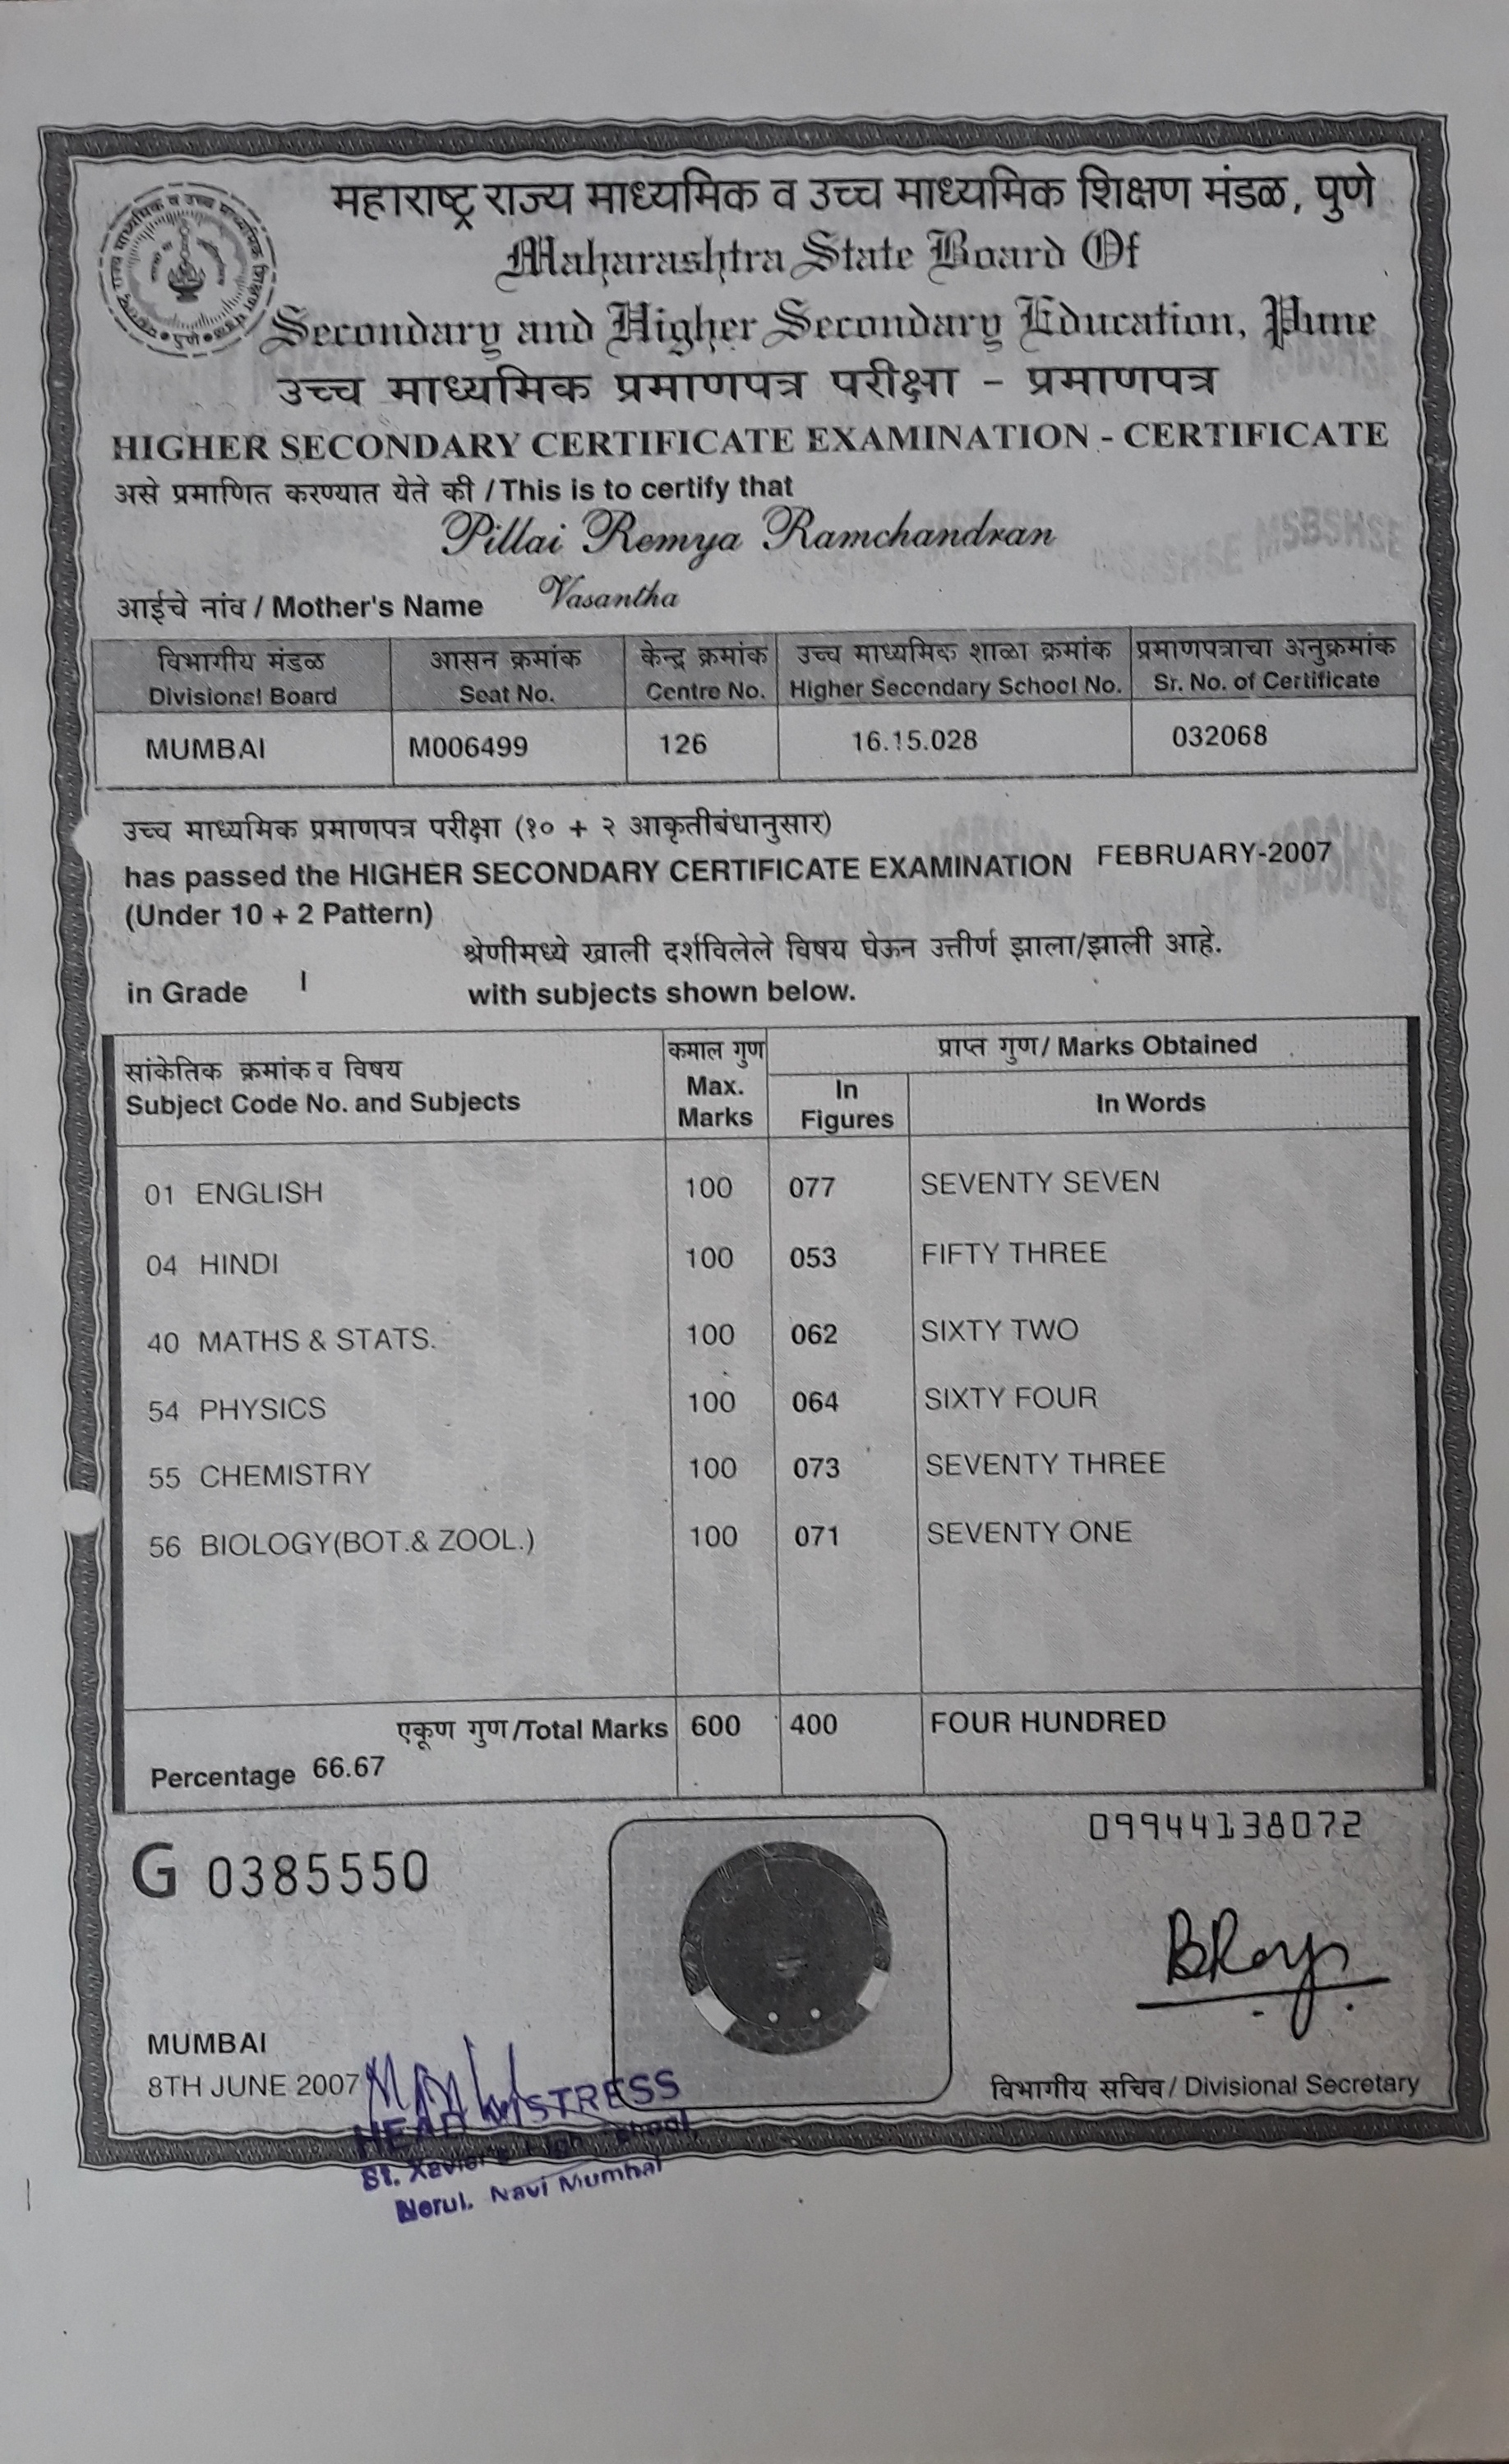 महाराष्ट्र राज्य माध्यमिक व उच्च माध्यमिक शिक्षण मंडळ, पुणे
Maharashtra State Board Of
Secondary and Higher Secondary Education, Pune
उच्च माध्यमिक प्रमाणपत्र परीक्षा - प्रमाणपत्र
HIGHER SECONDARY CERTIFICATE EXAMINATION - CERTIFICATE
असे प्रमाणित करण्यात येते की / This is to certify that
Pillai Remya Ramchandran
आईचे नांव / Mother's Name Vasantha
विभागीय मंडळ आसन क्रमांक केन्द्र क्रमांक उच्च माध्यमिक शाळा क्रमांक प्रमाणपत्राचा अनुक्रमांक
Divisional Board Seat No. Centre No. Higher Secondary School No. Sr. No. of Certificate
MUMBAI M006499 126 16.15.028 032068
उच्च माध्यमिक प्रमाणपत्र परीक्षा (१० + २ आकृतीबंधानुसार)
has passed the HIGHER SECONDARY CERTIFICATE EXAMINATION FEBRUARY-2007
(Under 10 + 2 Pattern)
श्रेणीमध्ये खाली दर्शविलेले विषय घेऊन उत्तीर्ण झाला/झाली आहे.
in Grade I with subjects shown below.
सांकेतिक क्रमांक व विषय कमाल गुण प्राप्त गुण / Marks Obtained
Subject Code No. and Subjects Max. Marks In Figures In Words
01 ENGLISH 100 077 SEVENTY SEVEN
04 HINDI 100 053 FIFTY THREE
40 MATHS & STATS. 100 062 SIXTY TWO
54 PHYSICS 100 064 SIXTY FOUR
55 CHEMISTRY 100 073 SEVENTY THREE
56 BIOLOGY(BOT.& ZOOL.) 100 071 SEVENTY ONE
एकूण गुण /Total Marks 600 400 FOUR HUNDRED
Percentage 66.67
09944138072
G 0385550
MUMBAI
8TH JUNE 2007
विभागीय सचिव / Divisional Secretary
HEAD MISTRESS
St. Xavier's High School,
Nerul. Navi Mumbai